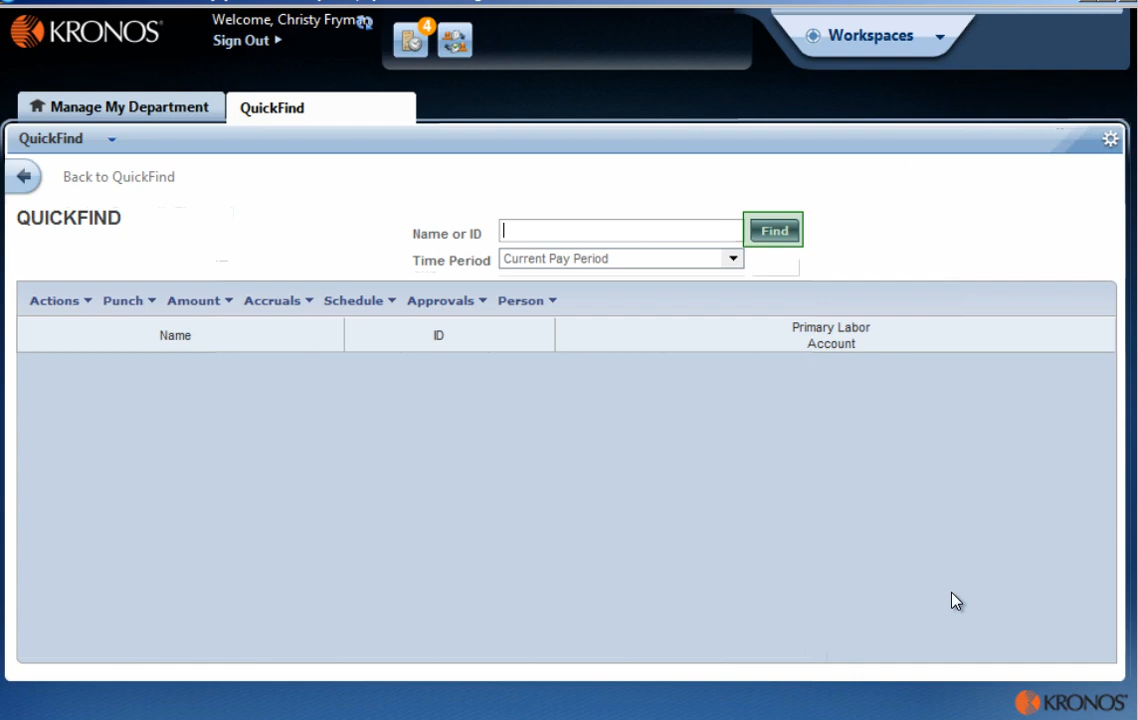 KRONOS
Welcome, Christy Fryman
Sign Out
4
Workspaces
Manage My Department
QuickFind
QuickFind
Back to QuickFind
QUICKFIND
Name or ID
Find
Time Period
Current Pay Period
Actions Punch Amount Accruals Schedule Approvals Person
Name
ID
Primary Labor
Account
KRONOS